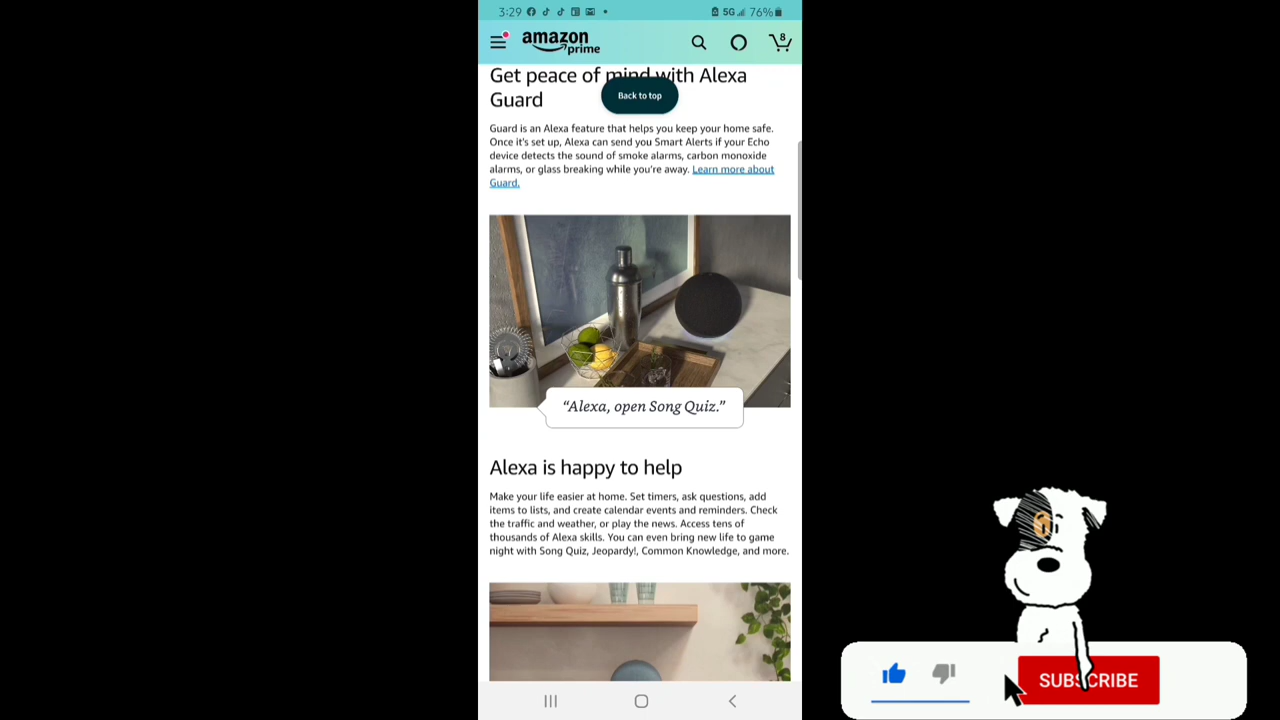 3:29
5G 76%
amazon
prime
8
Get peace of mind with Alexa
Guard
Back to top
Guard is an Alexa feature that helps you keep your home safe.
Once it's set up, Alexa can send you Smart Alerts if your Echo
device detects the sound of smoke alarms, carbon monoxide
alarms, or glass breaking while you're away. Learn more about
Guard.
“Alexa, open Song Quiz.”
Alexa is happy to help
Make your life easier at home. Set timers, ask questions, add
items to lists, and create calendar events and reminders. Check
the traffic and weather, or play the news. Access tens of
thousands of Alexa skills. You can even bring new life to game
night with Song Quiz, Jeopardy!, Common Knowledge, and more.
SUBSCRIBE